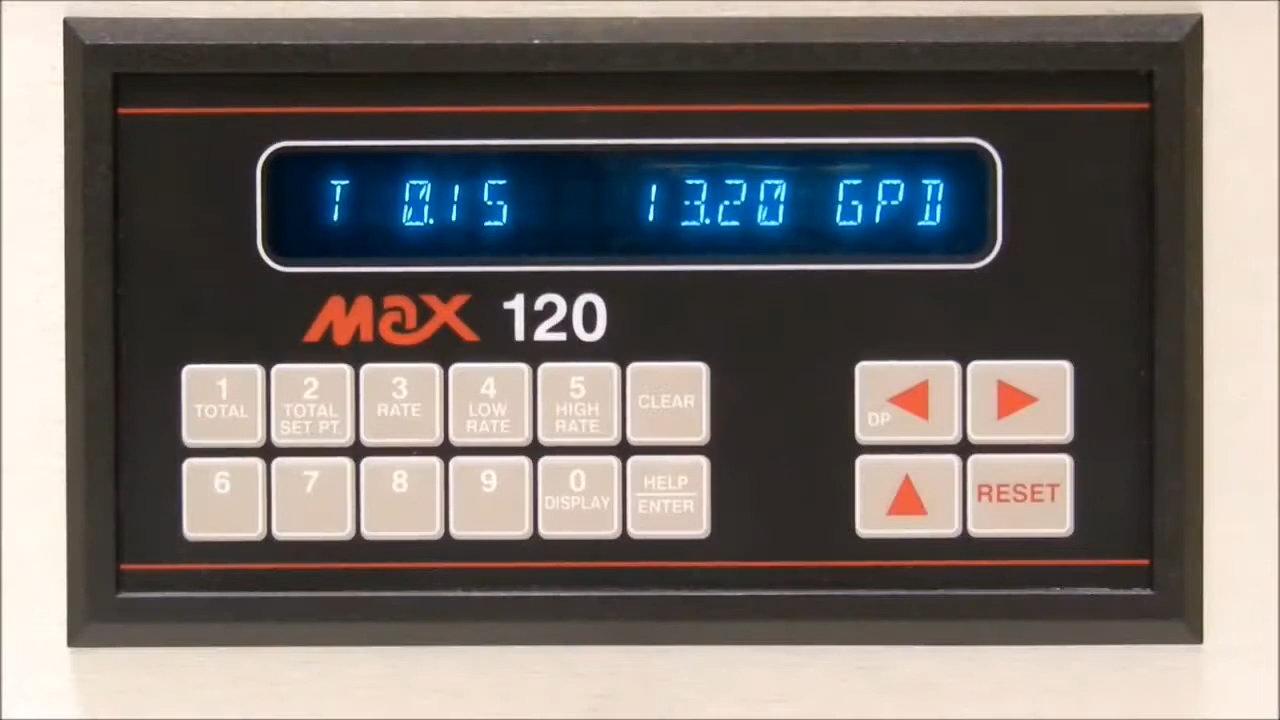 T 0.15 13.20 GPD
MAX 120
1 2 3 4 5 CLEAR
TOTAL TOTAL RATE LOW HIGH DP
SET PT. RATE RATE
6 7 8 9 0 HELP RESET
DISPLAY ENTER